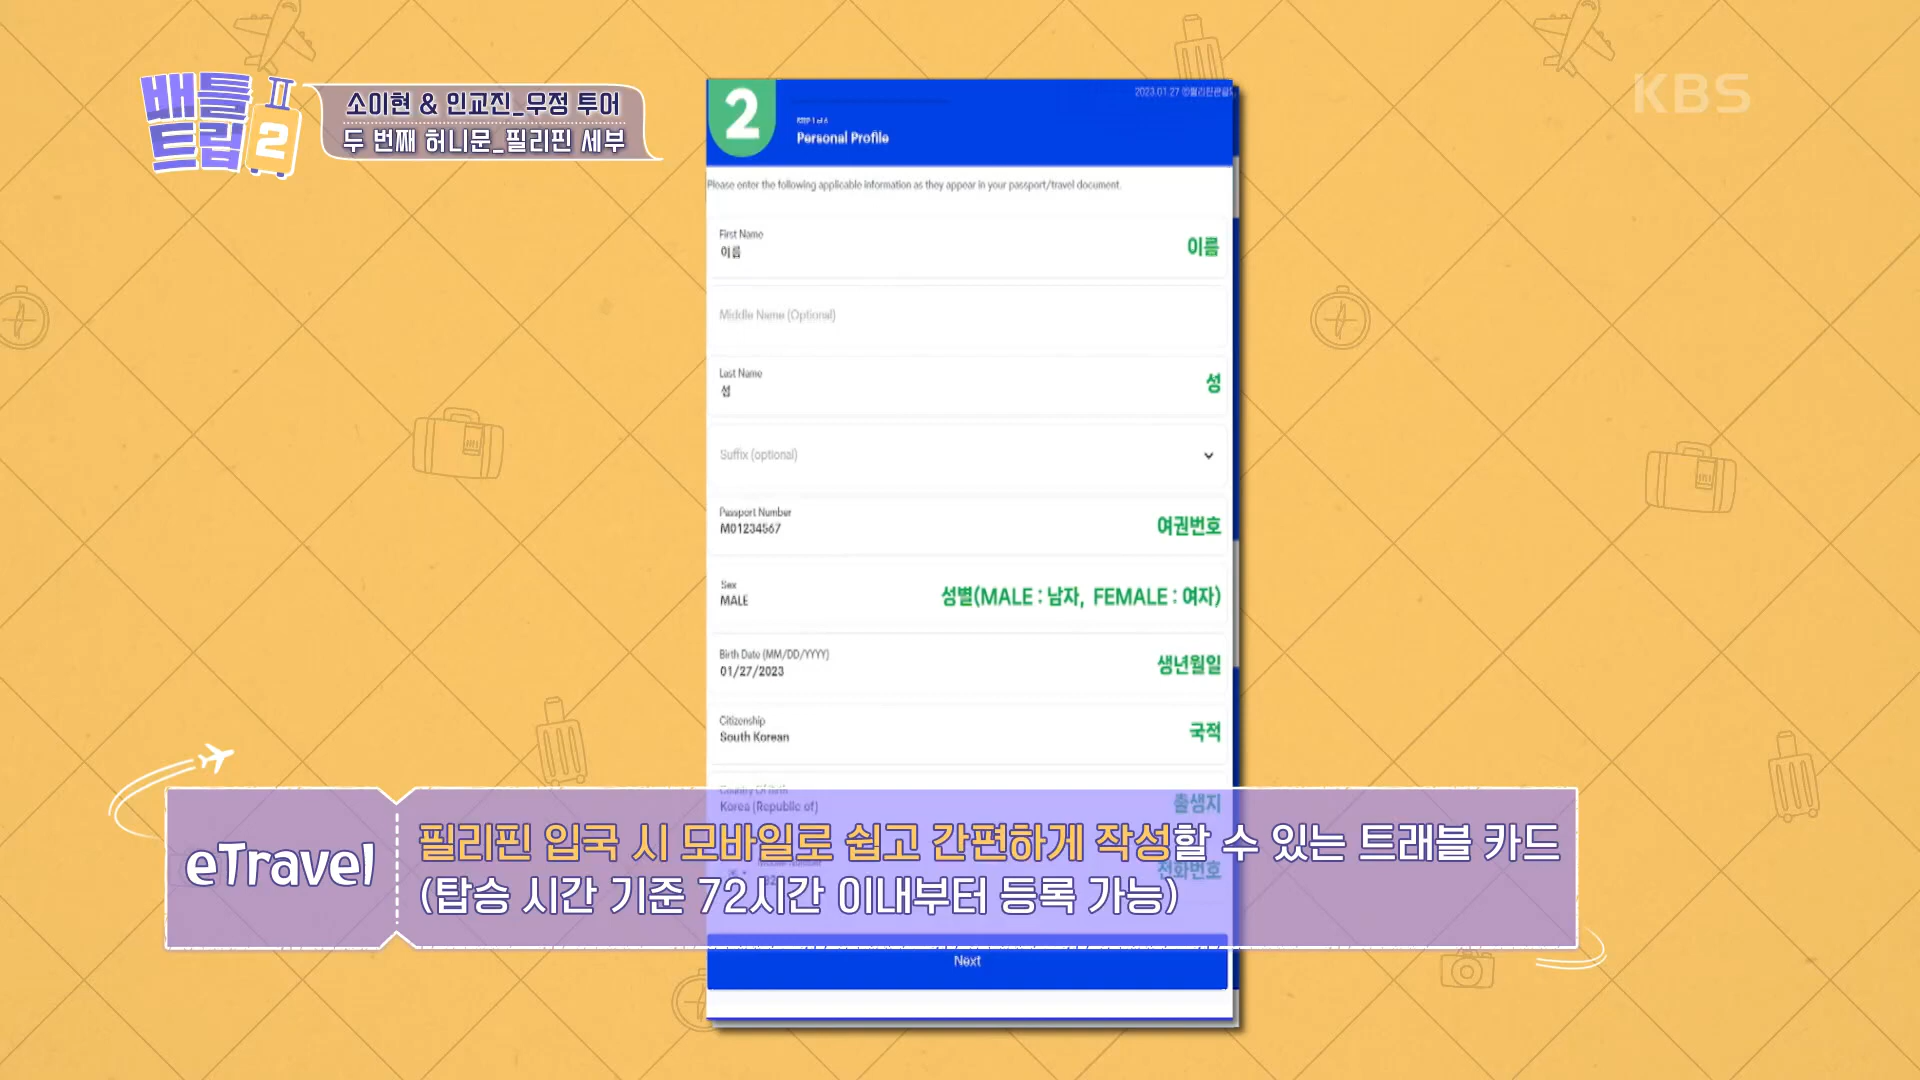 배틀트립 2
소이현 & 인교진_우정 투어
두 번째 허니문_필리핀 세부
KBS
2
2023.01.27
STEP 1 of 6
Personal Profile
Please enter the following applicable information as they appear in your passport/travel document.
First Name
이름
이름
Middle Name (Optional)
Last Name
성
Suffix (optional)
Passport Number
M01234567
여권번호
Sex
MALE
성별(MALE : 남자, FEMALE : 여자)
Birth Date (MM/DD/YYYY)
01/27/2023
생년월일
Citizenship
South Korean
국적
Country Of Birth
Korea (Republic of)
출생지
전화번호
eTravel
필리핀 입국 시 모바일로 쉽고 간편하게 작성할 수 있는 트래블 카드
(탑승 시간 기준 72시간 이내부터 등록 가능)
Next